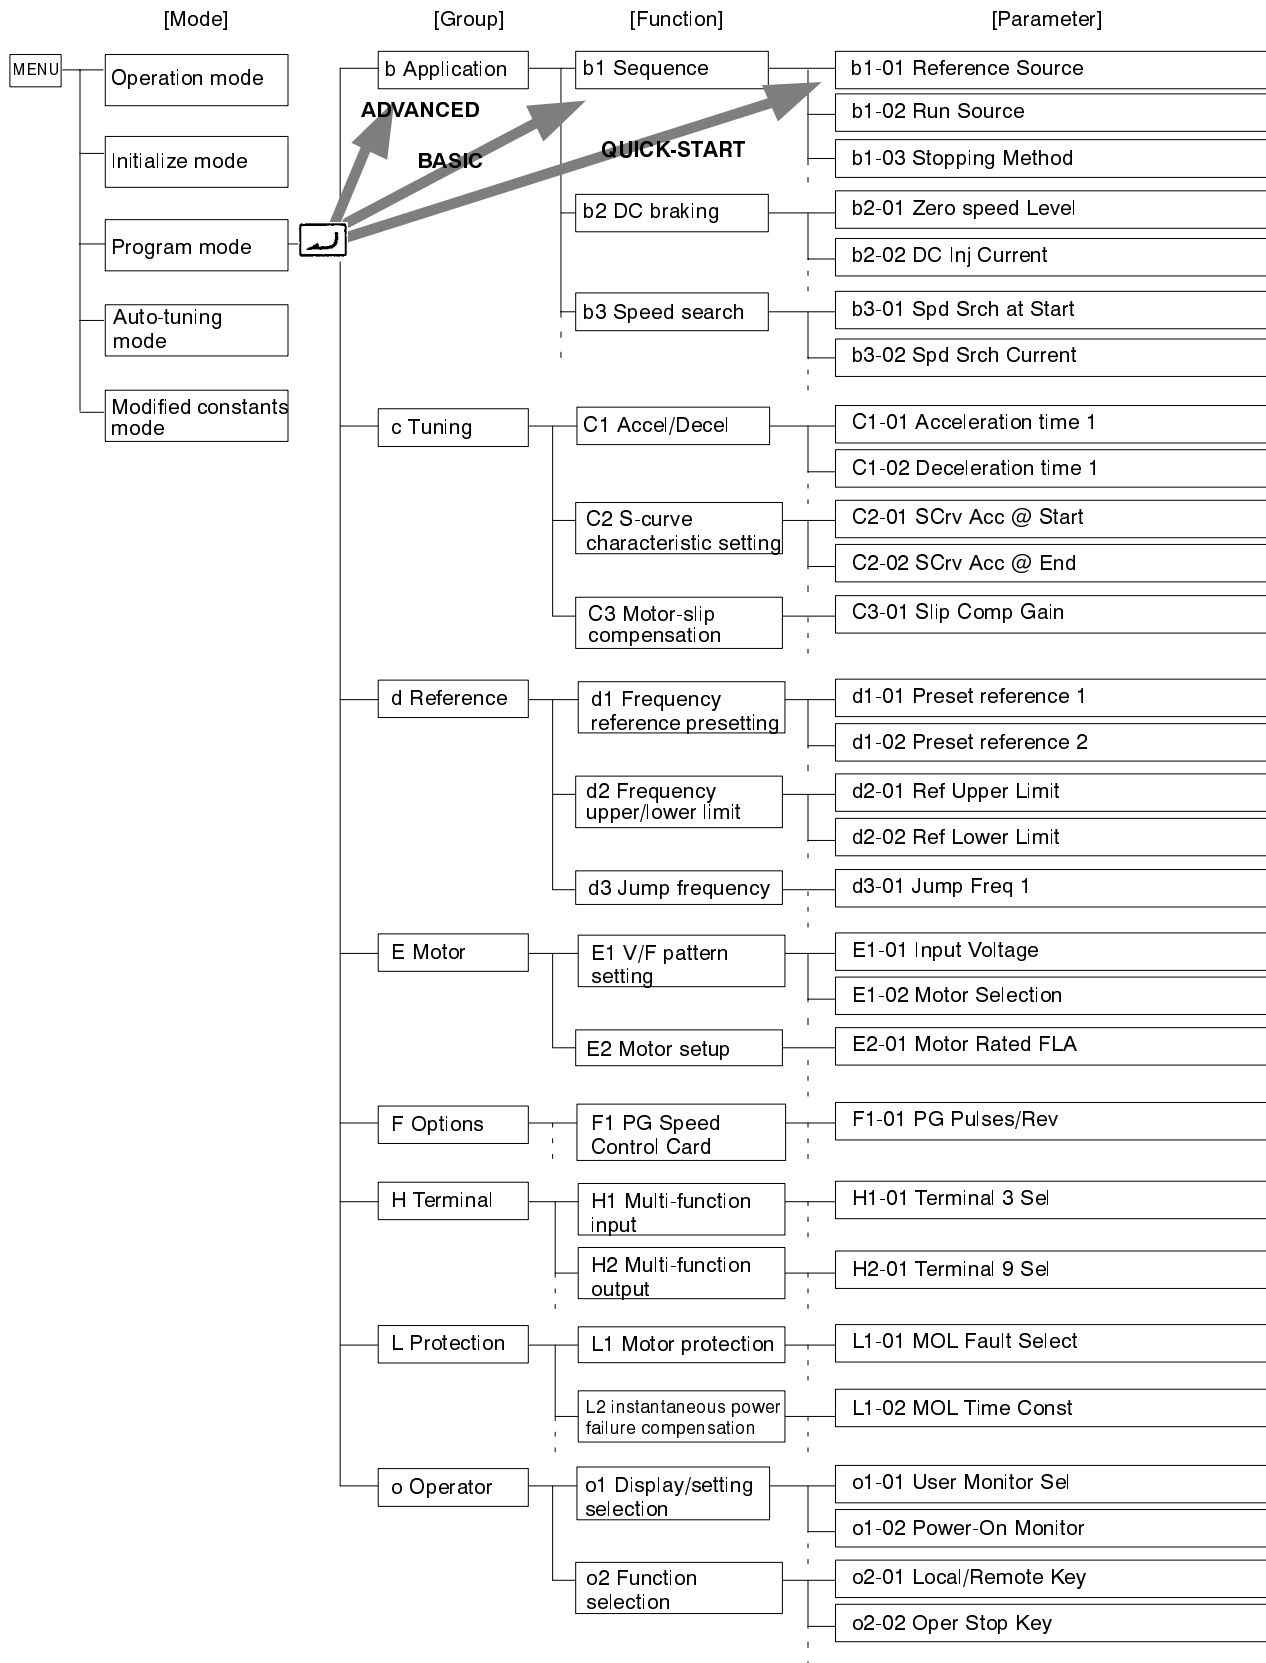 [Mode] [Group] [Function] [Parameter]
MENU
Operation mode
Initialize mode
Program mode
Auto-tuning
mode
Modified constants
mode
ADVANCED
BASIC
QUICK-START
b Application
b1 Sequence
b1-01 Reference Source
b1-02 Run Source
b1-03 Stopping Method
b2 DC braking
b2-01 Zero speed Level
b2-02 DC Inj Current
b3 Speed search
b3-01 Spd Srch at Start
b3-02 Spd Srch Current
c Tuning
C1 Accel/Decel
C1-01 Acceleration time 1
C1-02 Deceleration time 1
C2 S-curve
characteristic setting
C2-01 SCrv Acc @ Start
C2-02 SCrv Acc @ End
C3 Motor-slip
compensation
C3-01 Slip Comp Gain
d Reference
d1 Frequency
reference presetting
d1-01 Preset reference 1
d1-02 Preset reference 2
d2 Frequency
upper/lower limit
d2-01 Ref Upper Limit
d2-02 Ref Lower Limit
d3 Jump frequency
d3-01 Jump Freq 1
E Motor
E1 V/F pattern
setting
E1-01 Input Voltage
E1-02 Motor Selection
E2 Motor setup
E2-01 Motor Rated FLA
F Options
F1 PG Speed
Control Card
F1-01 PG Pulses/Rev
H Terminal
H1 Multi-function
input
H1-01 Terminal 3 Sel
H2 Multi-function
output
H2-01 Terminal 9 Sel
L Protection
L1 Motor protection
L1-01 MOL Fault Select
L2 instantaneous power
failure compensation
L1-02 MOL Time Const
o Operator
o1 Display/setting
selection
o1-01 User Monitor Sel
o1-02 Power-On Monitor
o2 Function
selection
o2-01 Local/Remote Key
o2-02 Oper Stop Key